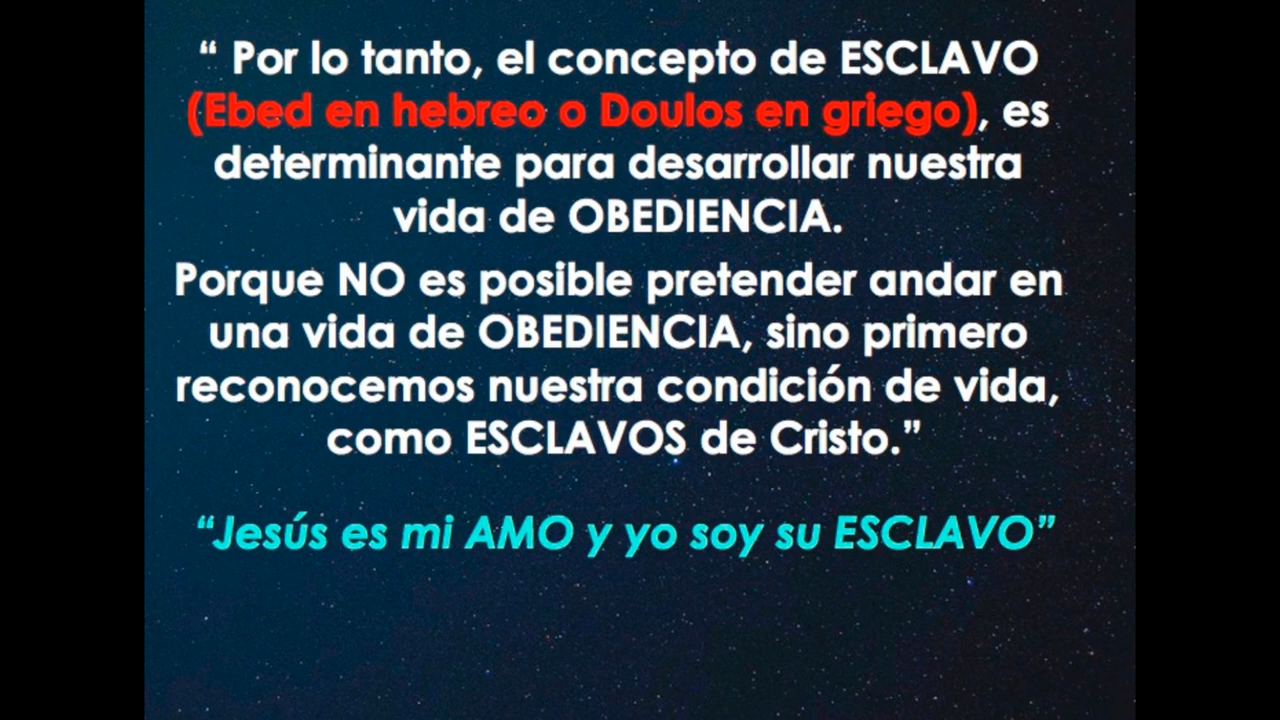 “ Por lo tanto, el concepto de ESCLAVO
(Ebed en hebreo o Doulos en griego), es
determinante para desarrollar nuestra
vida de OBEDIENCIA.
Porque NO es posible pretender andar en
una vida de OBEDIENCIA, sino primero
reconocemos nuestra condición de vida,
como ESCLAVOS de Cristo.”
“Jesús es mi AMO y yo soy su ESCLAVO”